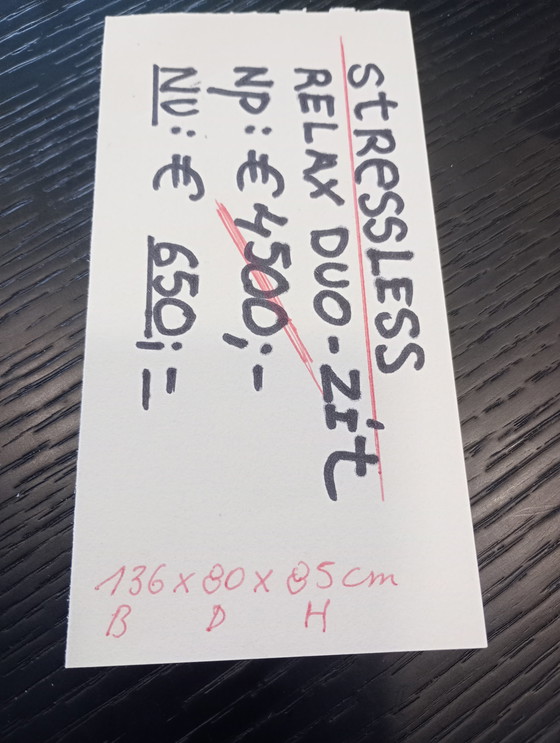 STRESSLESS
RELAX DUO-Zit
Np: € 4500,-
NU: € 650,=
136 x 80 x 85 cm
B D H